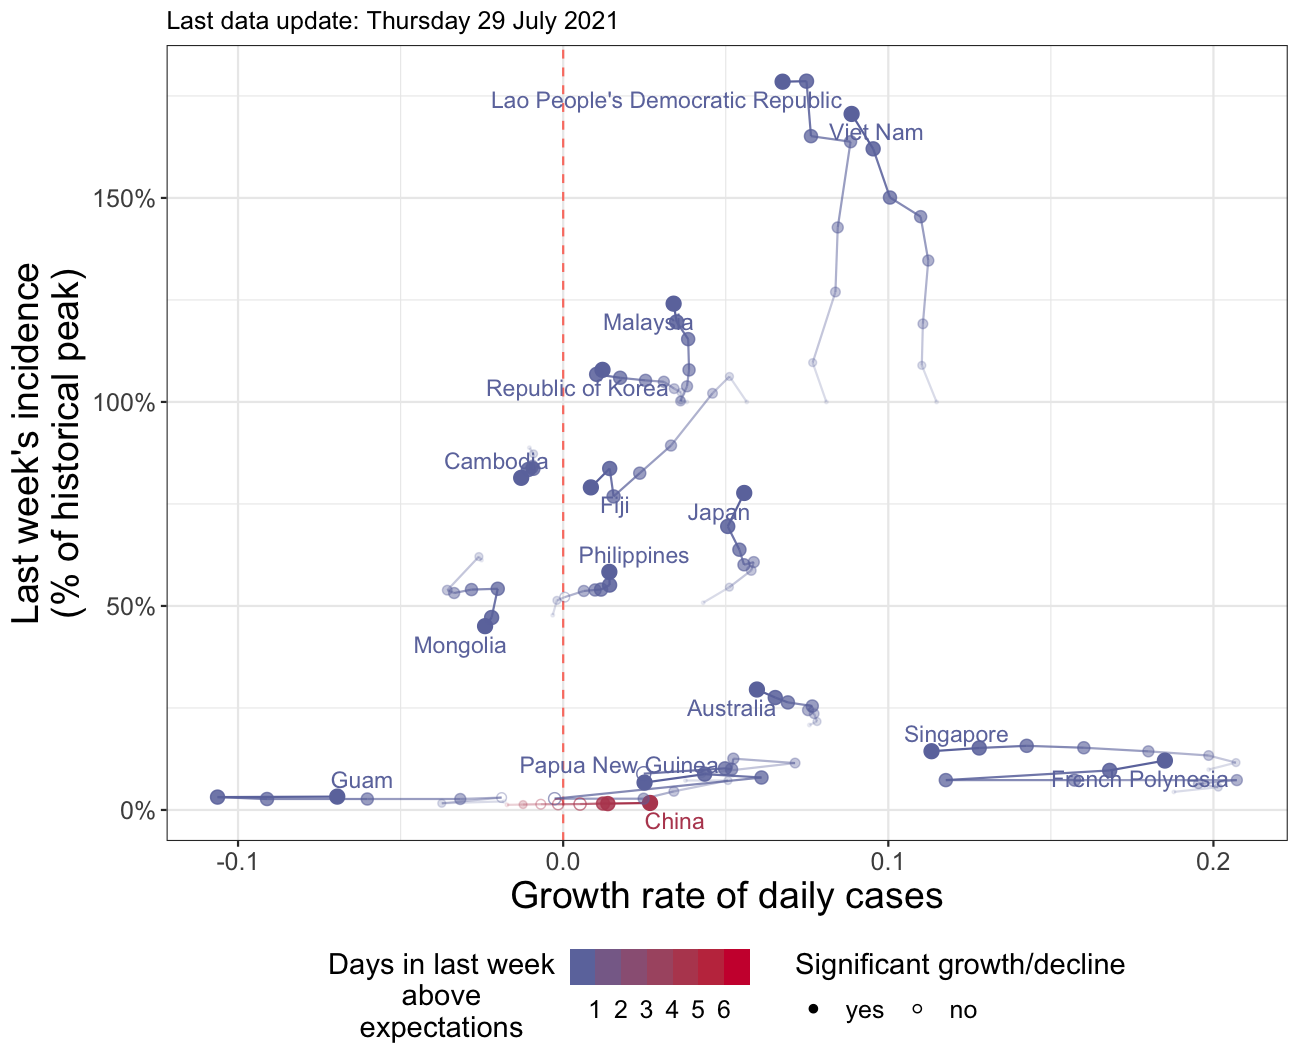 Last data update: Thursday 29 July 2021
Last week's incidence
(% of historical peak)
150%
100%
50%
0%
Lao People's Democratic Republic
Viet Nam
Malaysia
Republic of Korea
Cambodia
Fiji
Japan
Philippines
Mongolia
Australia
Singapore
Papua New Guinea
French Polynesia
Guam
China
-0.1
0.0
0.1
0.2
Growth rate of daily cases
Days in last week
above
expectations
1 2 3 4 5 6
Significant growth/decline
yes
no